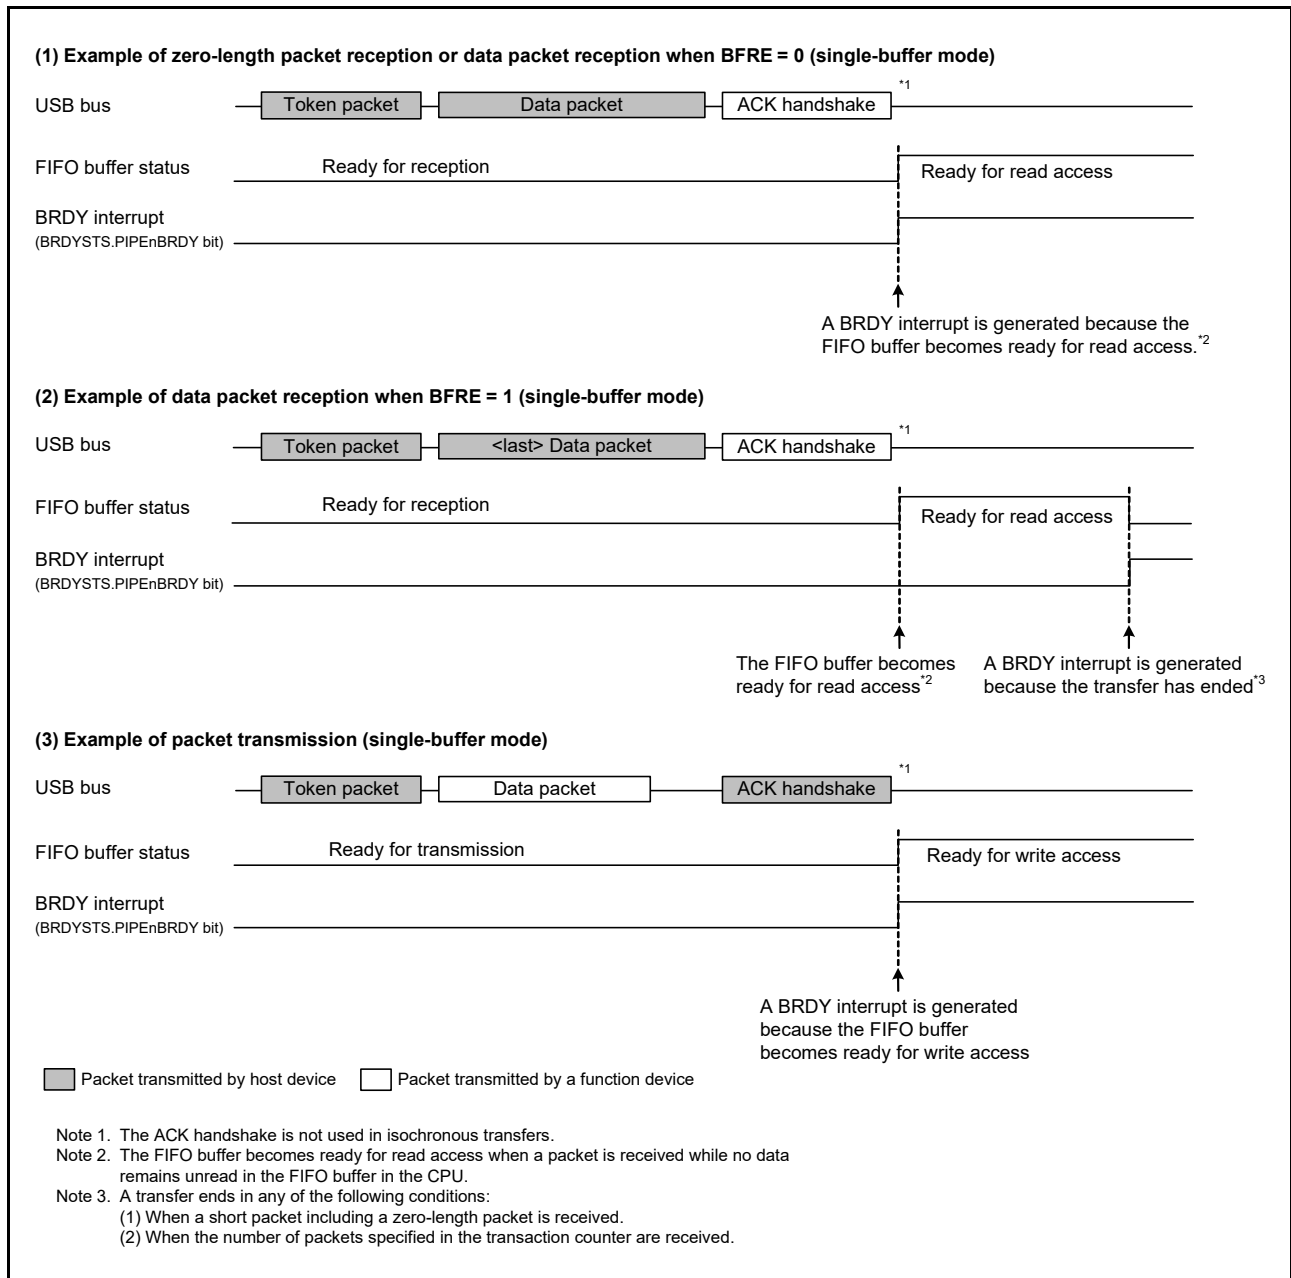 (1) Example of zero-length packet reception or data packet reception when BFRE = 0 (single-buffer mode)
USB bus
Token packet
Data packet
ACK handshake
*1
FIFO buffer status
Ready for reception
Ready for read access
BRDY interrupt
(BRDYSTS.PIPEnBRDY bit)
A BRDY interrupt is generated because the
FIFO buffer becomes ready for read access.*2
(2) Example of data packet reception when BFRE = 1 (single-buffer mode)
USB bus
Token packet
<last> Data packet
ACK handshake
*1
FIFO buffer status
Ready for reception
Ready for read access
BRDY interrupt
(BRDYSTS.PIPEnBRDY bit)
The FIFO buffer becomes
ready for read access*2
A BRDY interrupt is generated
because the transfer has ended*3
(3) Example of packet transmission (single-buffer mode)
USB bus
Token packet
Data packet
ACK handshake
*1
FIFO buffer status
Ready for transmission
Ready for write access
BRDY interrupt
(BRDYSTS.PIPEnBRDY bit)
A BRDY interrupt is generated
because the FIFO buffer
becomes ready for write access
Packet transmitted by host device
Packet transmitted by a function device
Note 1. The ACK handshake is not used in isochronous transfers.
Note 2. The FIFO buffer becomes ready for read access when a packet is received while no data
remains unread in the FIFO buffer in the CPU.
Note 3. A transfer ends in any of the following conditions:
(1) When a short packet including a zero-length packet is received.
(2) When the number of packets specified in the transaction counter are received.